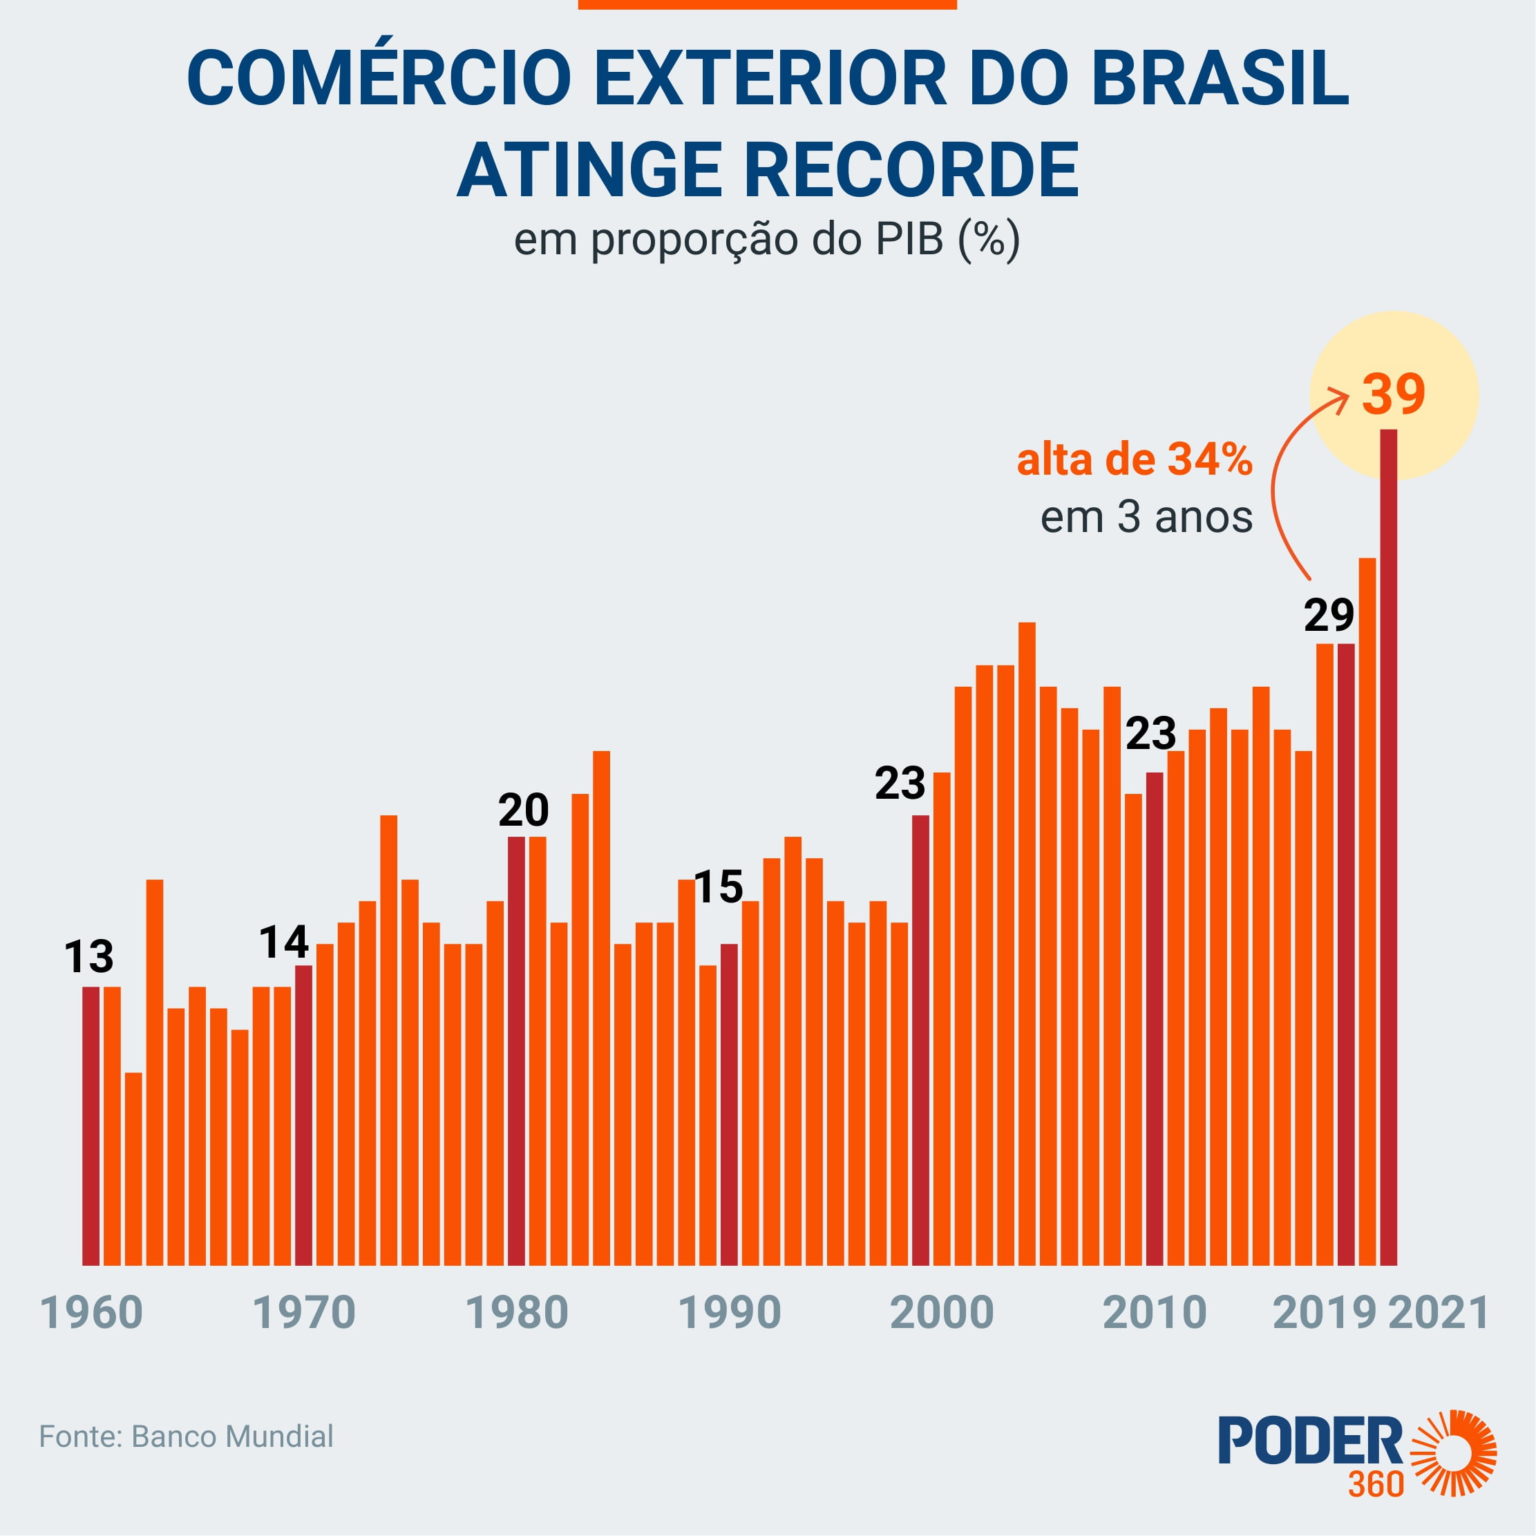 COMÉRCIO EXTERIOR DO BRASIL
ATINGE RECORDE
em proporção do PIB (%)
39
alta de 34%
em 3 anos
29
23
23
20
15
14
13
1960 1970 1980 1990 2000 2010 2019 2021
Fonte: Banco Mundial
PODER
360